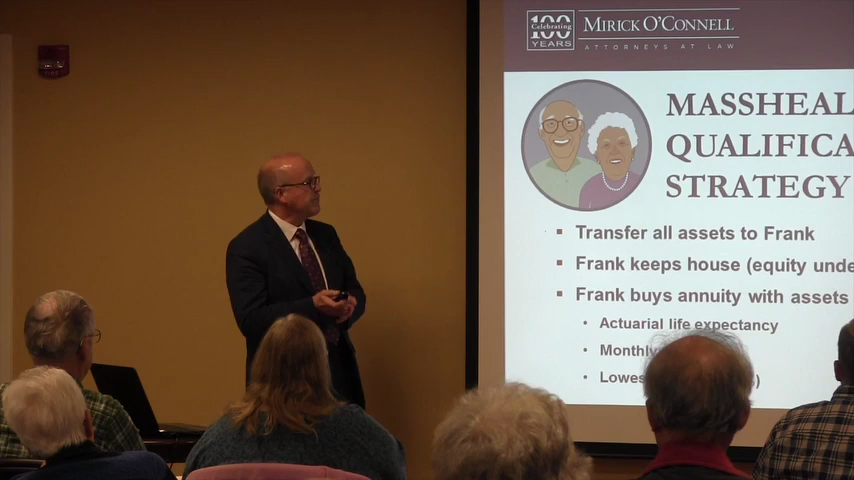 Celebrating
100
YEARS
MIRICK O'CONNELL
ATTORNEYS AT LAW
MASSHEAL
QUALIFICA
STRATEGY
Transfer all assets to Frank
Frank keeps house (equity unde
Frank buys annuity with assets
Actuarial life expectancy
Monthly
Lowes
FIRE